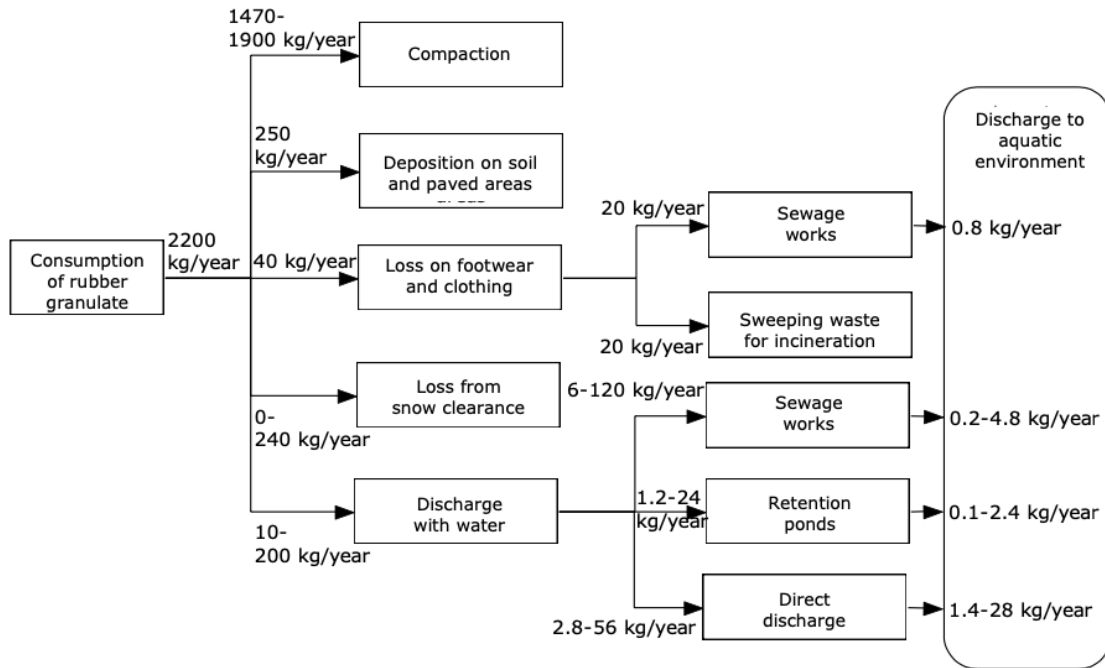 1470-
1900 kg/year
Compaction
250
kg/year
Deposition on soil
and paved areas
2200
kg/year
Consumption
of rubber
granulate
40 kg/year
Loss on footwear
and clothing
20 kg/year
Sewage
works
0.8 kg/year
20 kg/year
Sweeping waste
for incineration
0-
240 kg/year
Loss from
snow clearance
10-
200 kg/year
Discharge
with water
6-120 kg/year
Sewage
works
0.2-4.8 kg/year
1.2-24
kg/year
Retention
ponds
0.1-2.4 kg/year
2.8-56 kg/year
Direct
discharge
1.4-28 kg/year
Discharge to
aquatic
environment